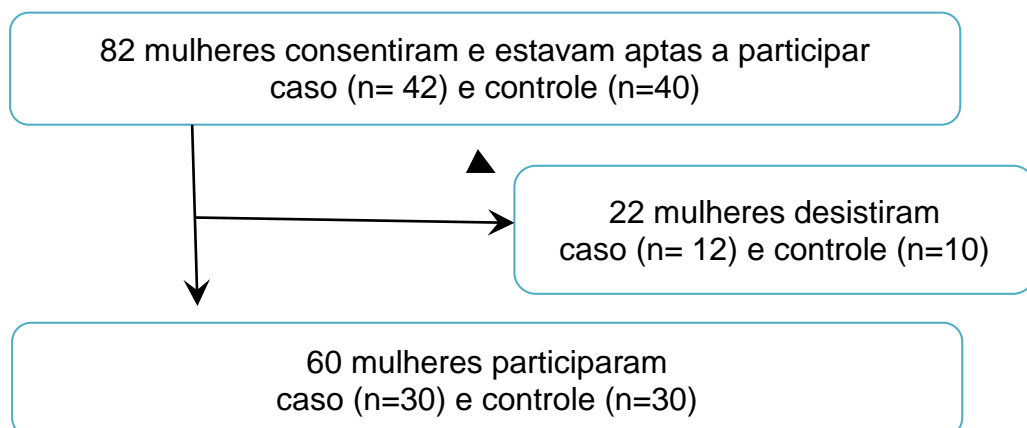 82 mulheres consentiram e estavam aptas a participar
caso (n= 42) e controle (n=40)
22 mulheres desistiram
caso (n= 12) e controle (n=10)
60 mulheres participaram
caso (n=30) e controle (n=30)